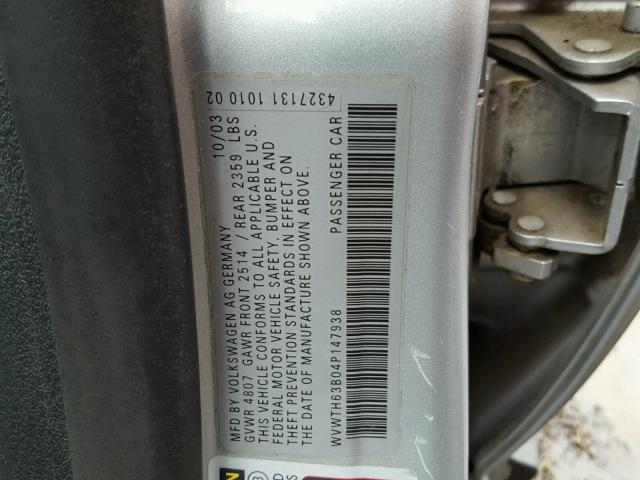 MFD BY VOLKSWAGEN AG GERMANY 10/03
GVWR 4807 GAWR FRONT 2514 / REAR 2359 LBS
THIS VEHICLE CONFORMS TO ALL APPLICABLE U.S.
FEDERAL MOTOR VEHICLE SAFETY, BUMPER AND
THEFT PREVENTION STANDARDS IN EFFECT ON
THE DATE OF MANUFACTURE SHOWN ABOVE.
WVWTH63B04P147938 PASSENGER CAR
4327131 1010 02